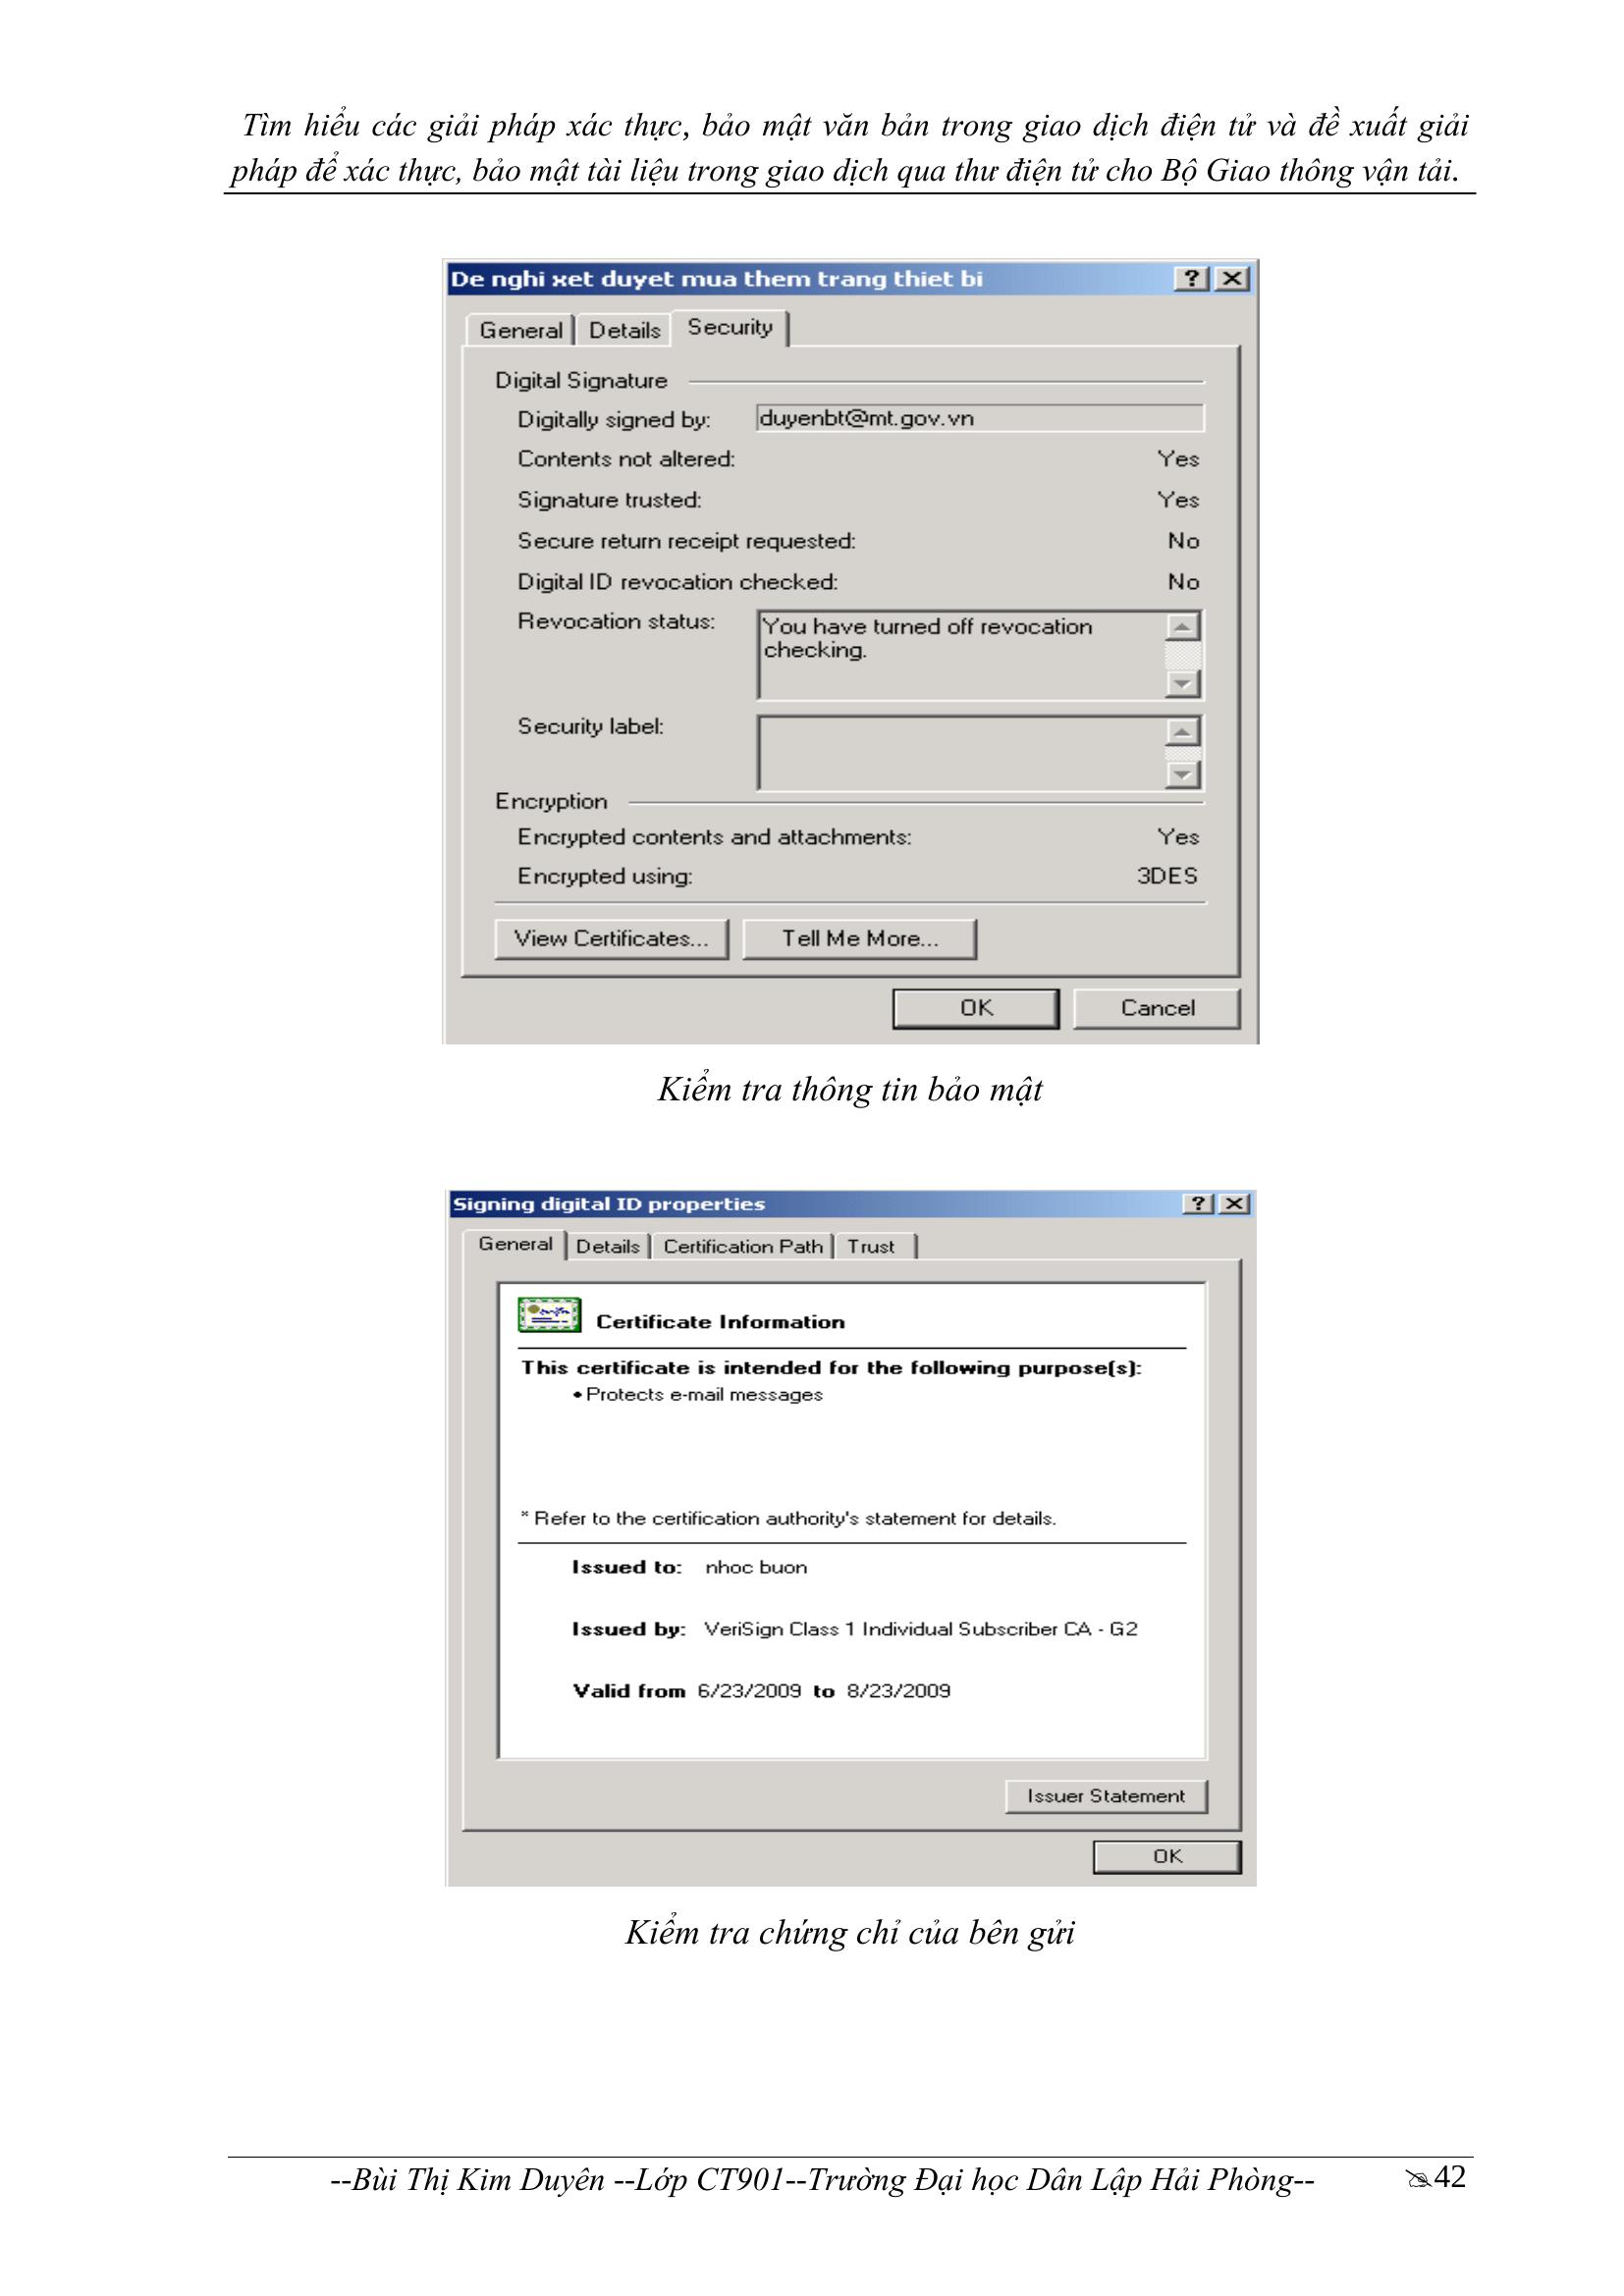 Tìm hiểu các giải pháp xác thực, bảo mật văn bản trong giao dịch điện tử và đề xuất giải
pháp để xác thực, bảo mật tài liệu trong giao dịch qua thư điện tử cho Bộ Giao thông vận tải.
De nghi xet duyet mua them trang thiet bi
General Details Security
Digital Signature
Digitally signed by: duyenbt@mt.gov.vn
Contents not altered: Yes
Signature trusted: Yes
Secure return receipt requested: No
Digital ID revocation checked: No
Revocation status: You have turned off revocation
checking.
Security label:
Encryption
Encrypted contents and attachments: Yes
Encrypted using: 3DES
View Certificates... Tell Me More...
OK Cancel
Kiểm tra thông tin bảo mật
Signing digital ID properties
General Details Certification Path Trust
Certificate Information
This certificate is intended for the following purpose(s):
• Protects e-mail messages
* Refer to the certification authority's statement for details.
Issued to: nhoc buon
Issued by: VeriSign Class 1 Individual Subscriber CA - G2
Valid from 6/23/2009 to 8/23/2009
Issuer Statement
OK
Kiểm tra chứng chỉ của bên gửi
--Bùi Thị Kim Duyên --Lớp CT901--Trường Đại học Dân Lập Hải Phòng-- 42